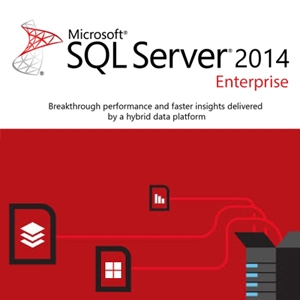 Microsoft®
SQL Server® 2014
Enterprise
Breakthrough performance and faster insights delivered
by a hybrid data platform